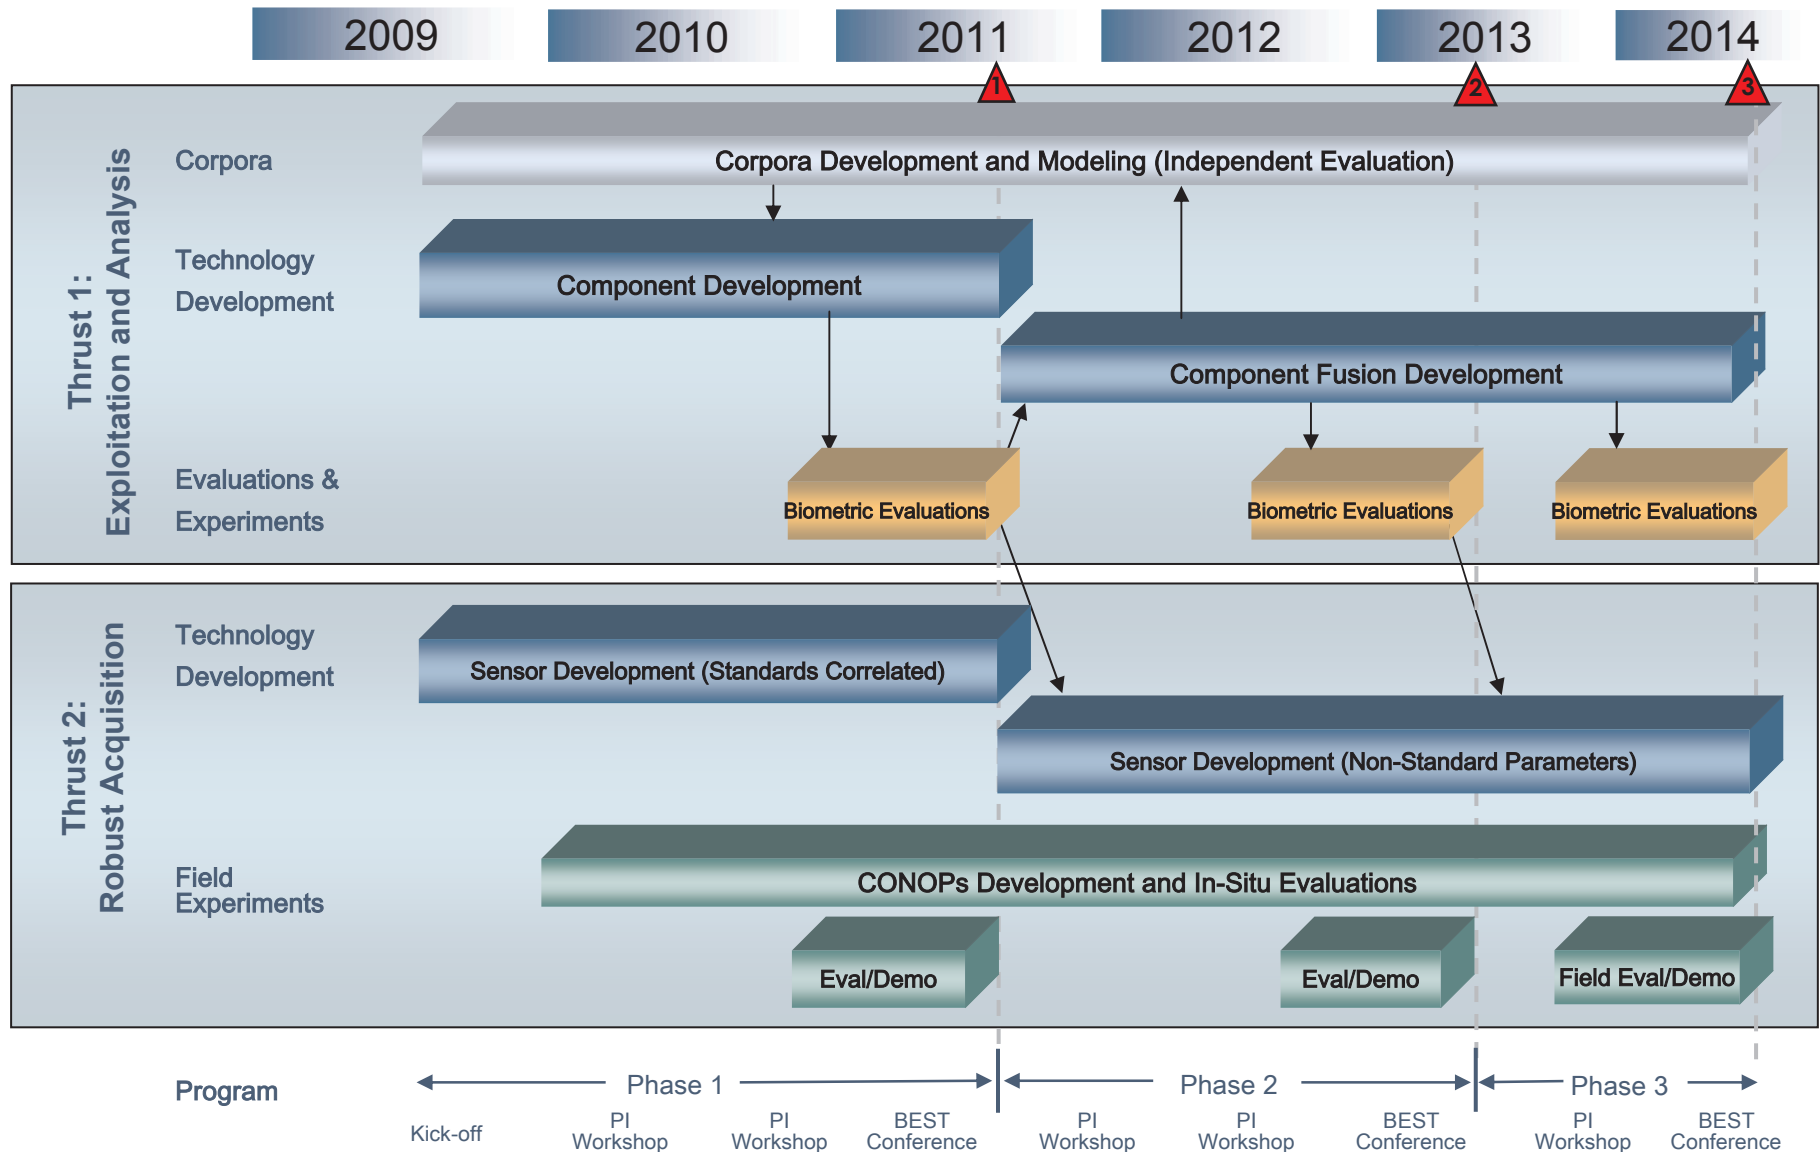 2009 2010 2011 2012 2013 2014
1 2 3
Thrust 1:
Exploitation and Analysis
Corpora
Corpora Development and Modeling (Independent Evaluation)
Technology
Development
Component Development
Component Fusion Development
Evaluations &
Experiments
Biometric Evaluations
Biometric Evaluations
Biometric Evaluations
Thrust 2:
Robust Acquisition
Technology
Development
Sensor Development (Standards Correlated)
Sensor Development (Non-Standard Parameters)
Field
Experiments
CONOPs Development and In-Situ Evaluations
Eval/Demo
Eval/Demo
Field Eval/Demo
Program
Phase 1
Phase 2
Phase 3
Kick-off
PI
Workshop
PI
Workshop
BEST
Conference
PI
Workshop
PI
Workshop
BEST
Conference
PI
Workshop
BEST
Conference